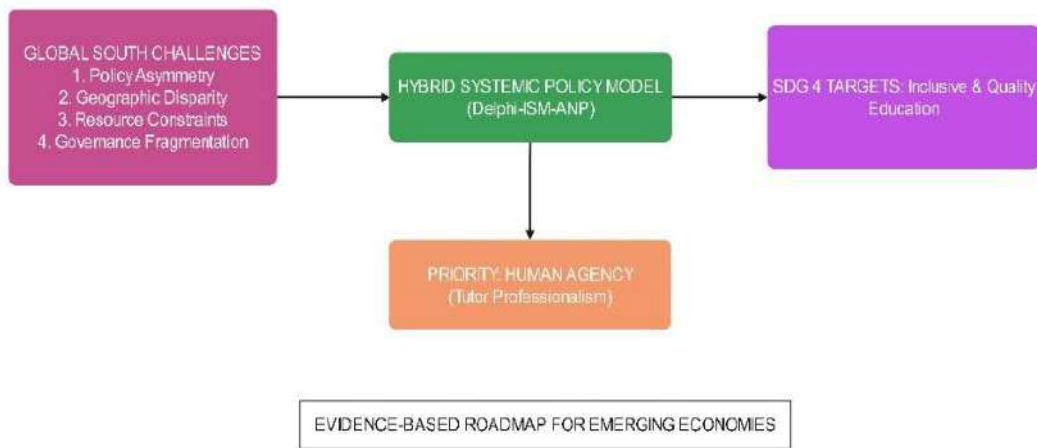 GLOBAL SOUTH CHALLENGES
1. Policy Asymmetry
2. Geographic Disparity
3. Resource Constraints
4. Governance Fragmentation
HYBRID SYSTEMIC POLICY MODEL
(Delphi-ISM-ANP)
SDG 4 TARGETS: Inclusive & Quality
Education
PRIORITY: HUMAN AGENCY
(Tutor Professionalism)
EVIDENCE-BASED ROADMAP FOR EMERGING ECONOMIES